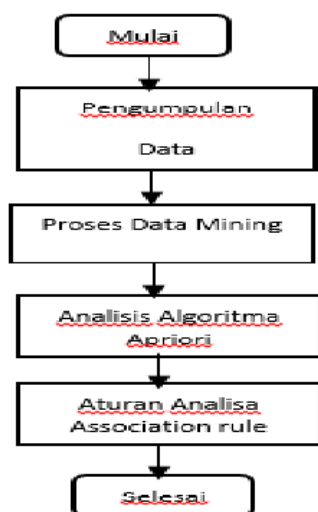 Mulai
Pengumpulan
Data
Proses Data Mining
Analisis Algoritma
Apriori
Aturan Analisa
Association rule
Selesai